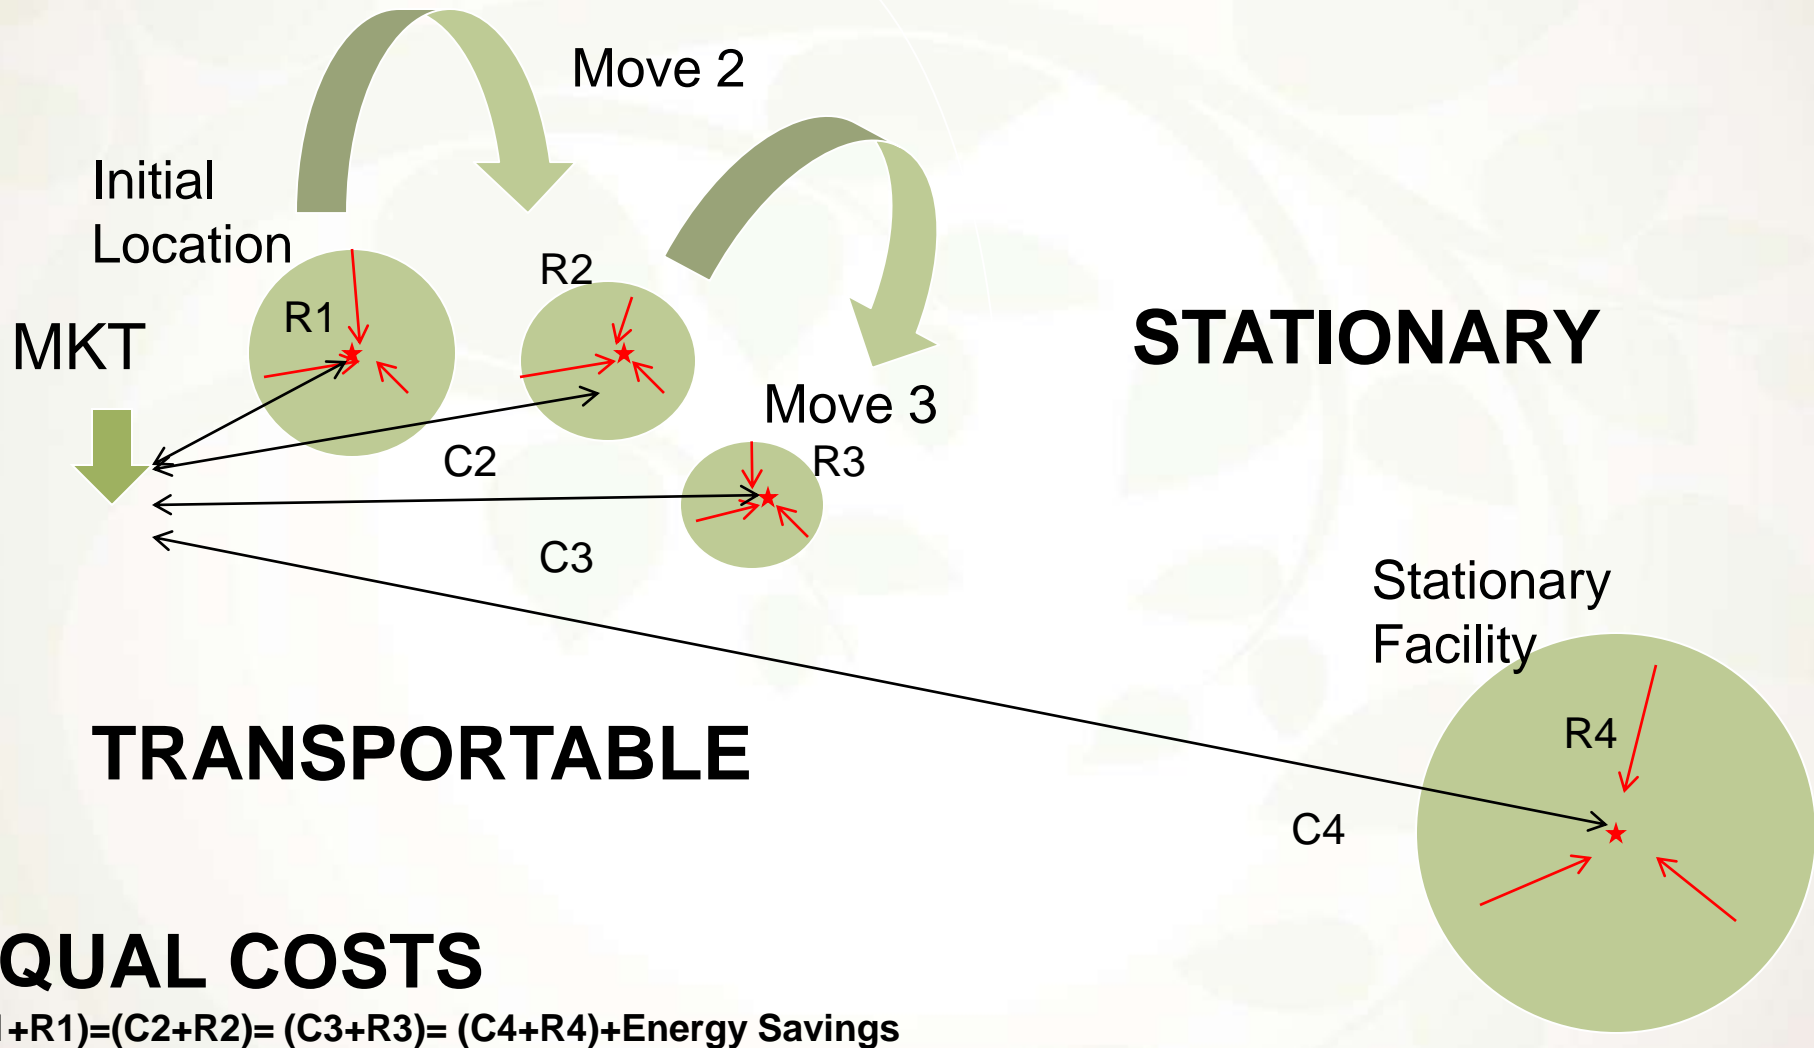 Move 2
Initial
Location
R2
R1
MKT
STATIONARY
Move 3
C2
R3
C3
Stationary
Facility
R4
TRANSPORTABLE
C4
QUAL COSTS
+R1)=(C2+R2)= (C3+R3)= (C4+R4)+Energy Savings